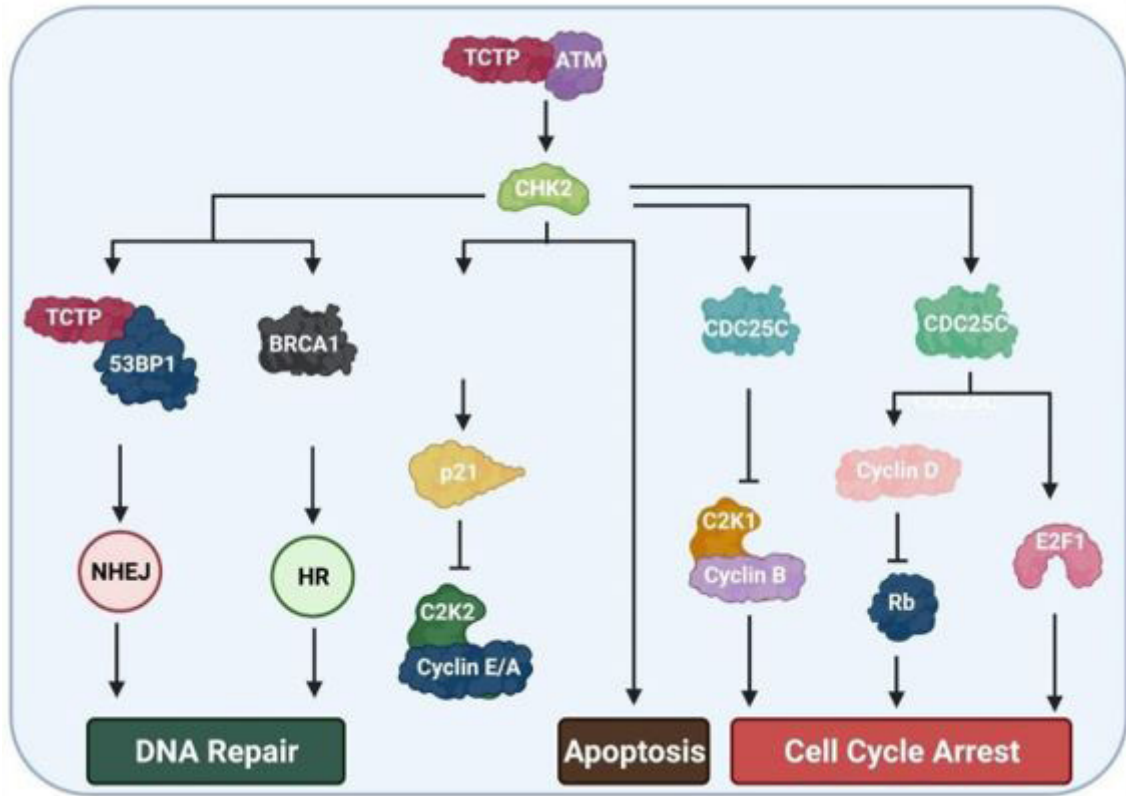 TCTP
ATM
CHK2
TCTP
53BP1
BRCA1
CDC25C
CDC25C
CDC25C
p21
Cyclin D
C2K1
Cyclin B
E2F1
NHEJ
HR
C2K2
Cyclin E/A
Rb
DNA Repair
Apoptosis
Cell Cycle Arrest